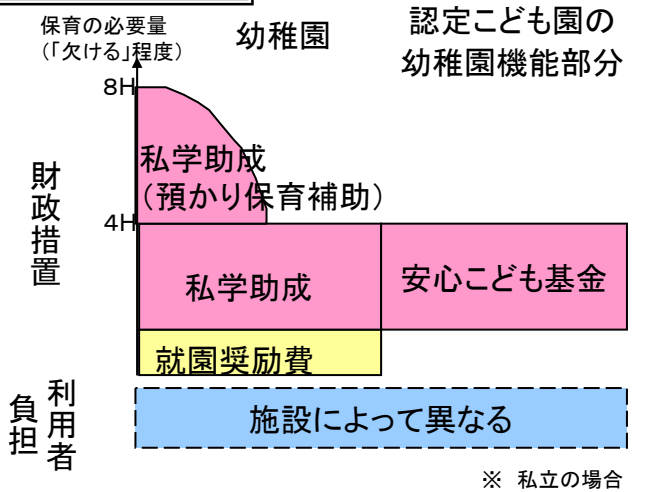 保育の必要量
（「欠ける」程度）
幼稚園
認定こども園の
幼稚園機能部分
8H
私学助成
（預かり保育補助）
4H
財政措置
私学助成
安心こども基金
就園奨励費
利用者
負担
施設によって異なる
※ 私立の場合